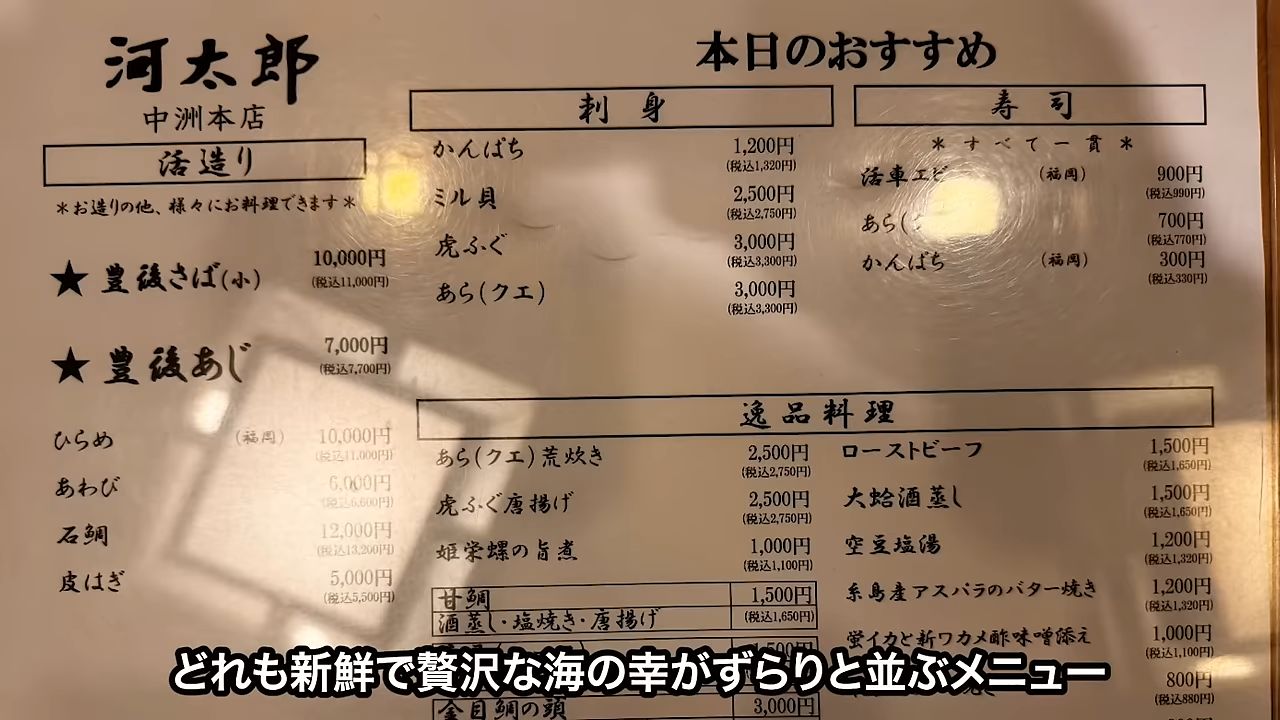 河太郎
中洲本店
活造り
＊お造りの他、様々にお料理できます＊
★豊後さば(小) 10,000円
(税込11,000円)
★豊後あじ 7,000円
(税込7,700円)
ひらめ (福岡) 10,000円
(税込11,000円)
あわび 6,000円
(税込6,600円)
石鯛 12,000円
(税込13,200円)
皮はぎ 5,000円
(税込5,500円)
本日のおすすめ
刺身
かんぱち 1,200円
(税込1,320円)
ミル貝 2,500円
(税込2,750円)
虎ふぐ 3,000円
(税込3,300円)
あら(クエ) 3,000円
(税込3,300円)
寿司
＊すべて一貫＊
活車エビ (福岡) 900円
(税込990円)
あら( 700円
(税込770円)
かんぱち (福岡) 300円
(税込330円)
逸品料理
あら(クエ)荒炊き 2,500円
(税込2,750円)
虎ふぐ唐揚げ 2,500円
(税込2,750円)
姫栄螺の旨煮 1,000円
(税込1,100円)
甘鯛 1,500円
酒蒸し・塩焼き・唐揚げ (税込1,650円)
金目鯛の頭 3,000円
ローストビーフ 1,500円
(税込1,650円)
大蛤酒蒸し 1,500円
(税込1,650円)
空豆塩湯 1,200円
(税込1,320円)
糸島産アスパラのバター焼き 1,200円
(税込1,320円)
蛍イカと新ワカメ酢味噌添え 1,000円
(税込1,100円)
800円
(税込880円)
どれも新鮮で贅沢な海の幸がずらりと並ぶメニュー